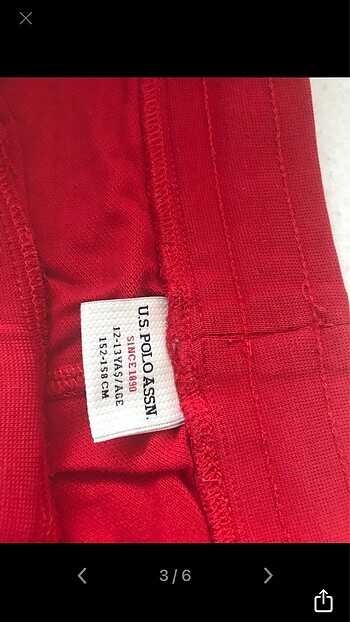 U.S. POLO ASSN.
SINCE 1890
12-13 YAŞ/AGE
152-158 CM
3/6